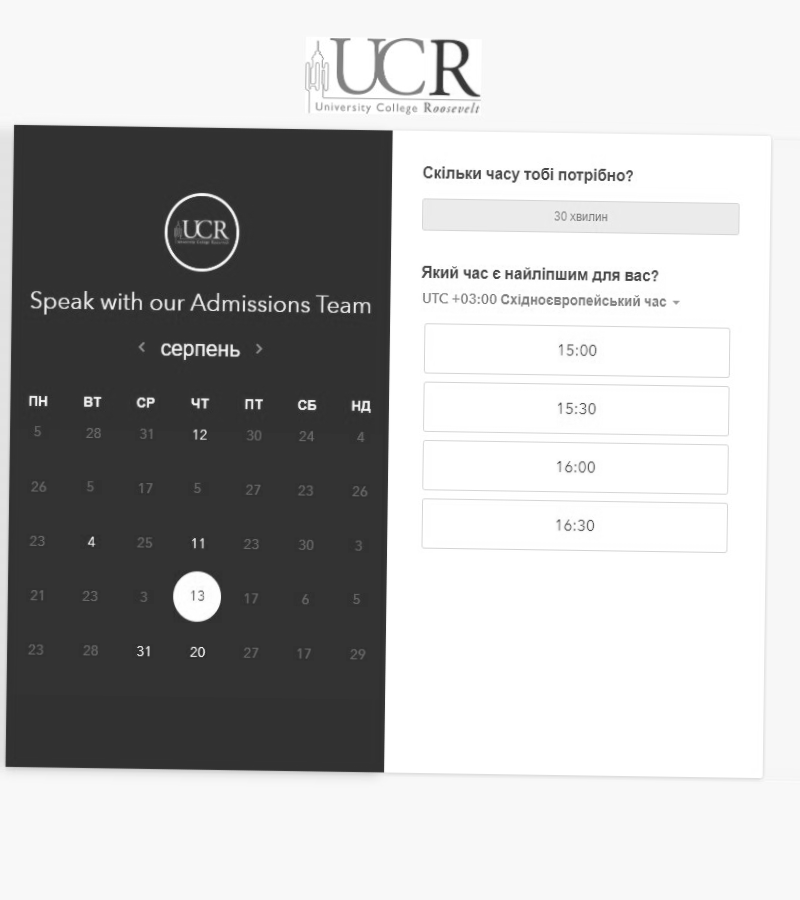 UCR
University College Roosevelt
UCR
University College Roosevelt
Speak with our Admissions Team
серпень
ПН ВТ СР ЧТ ПТ СБ НД
5 28 31 12 30 24 4
26 5 17 5 27 23 26
23 4 25 11 23 30 3
21 23 3 13 17 6 5
23 28 31 20 27 17 29
Скільки часу тобі потрібно?
30 хвилин
Який час є найліпшим для вас?
UTC +03:00 Східноєвропейський час
15:00
15:30
16:00
16:30